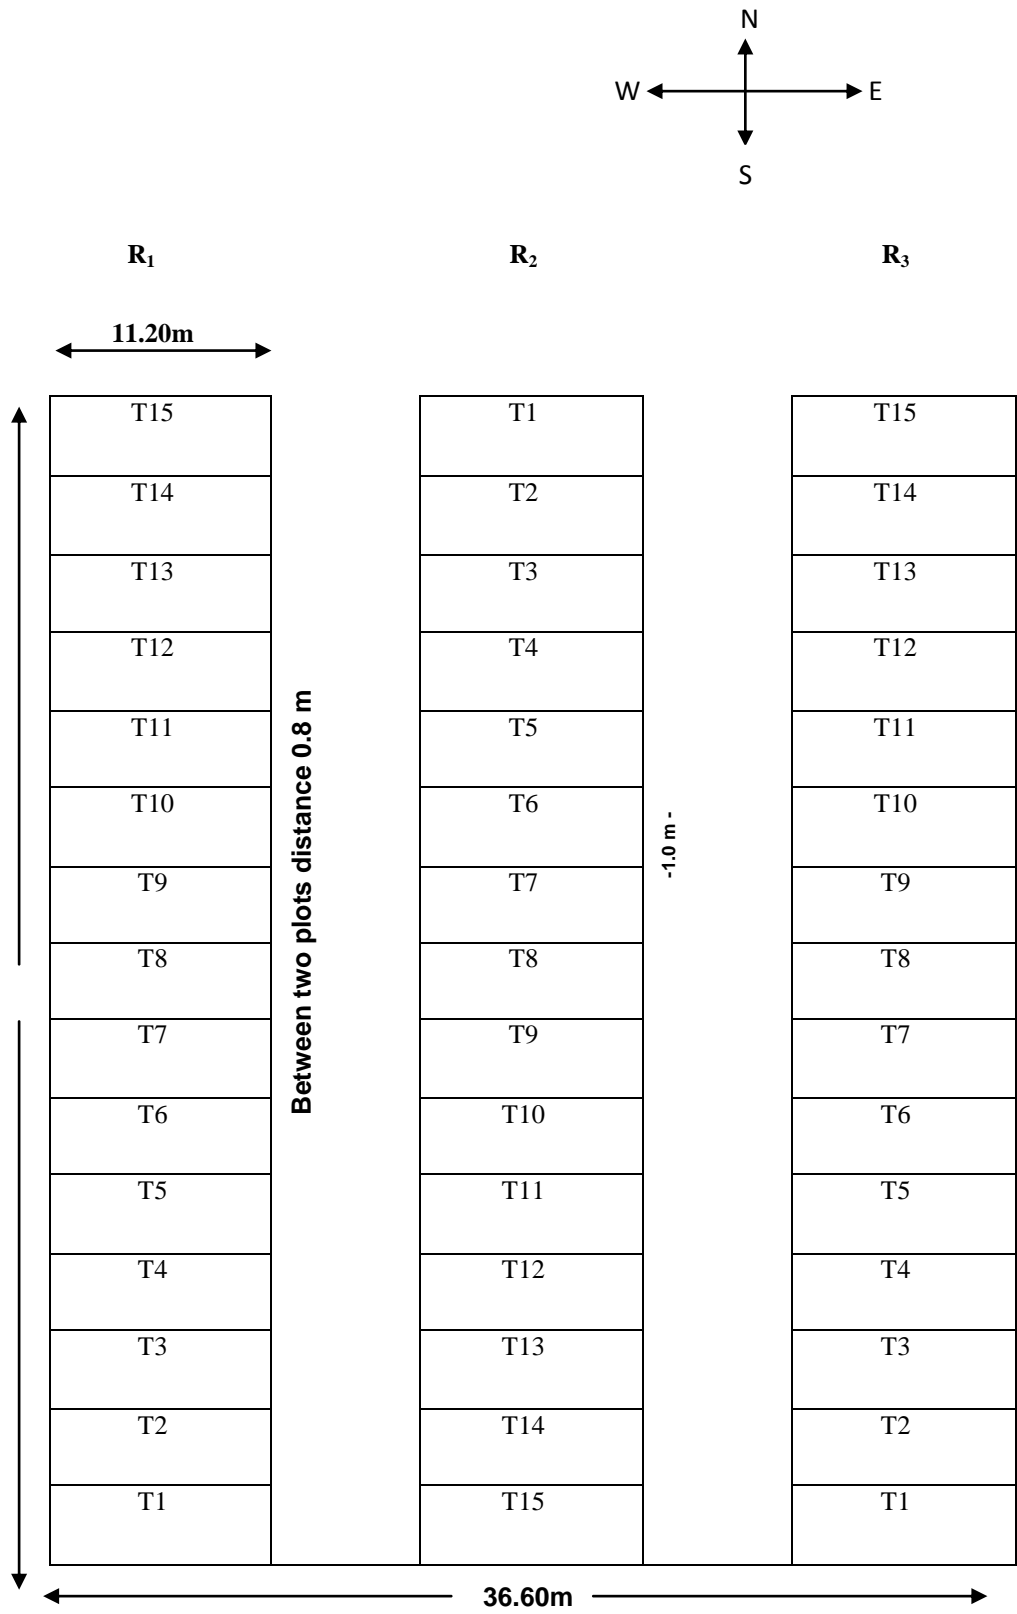 N
W E
S
R₁ R₂ R₃
11.20m
T15 T1 T15
T14 T2 T14
T13 T3 T13
T12 T4 T12
T11 T5 T11
T10 T6 T10
T9 T7 T9
T8 T8 T8
T7 T9 T7
T6 T10 T6
T5 T11 T5
T4 T12 T4
T3 T13 T3
T2 T14 T2
T1 T15 T1
Between two plots distance 0.8 m
-1.0 m -
36.60m